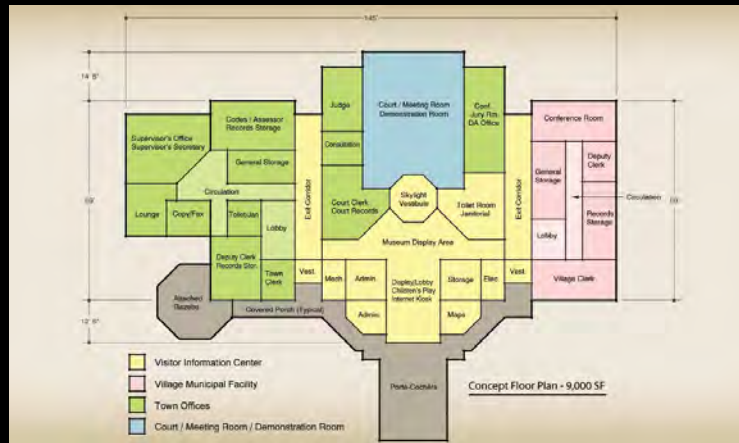 145'
14' 6"
Judge
Court / Meeting Room
Demonstration Room
Conf.
Jury Rm.
DA Office
Codes / Assessor
Records Storage
Conference Room
Supervisor's Office
Supervisor's Secretary
Consultation
General Storage
General
Storage
Deputy
Clerk
Circulation
Exit Corridor
Skylight
Vestibule
Exit Corridor
Circulation
Court Clerk
Court Records
Toilet Room
Janitorial
Records
Storage
Lounge
Copy/Fax
Toilet/Jan.
Lobby
Lobby
Museum Display Area
Deputy Clerk
Records Stor.
Town
Clerk
Vest.
Mech.
Admin.
Display/Lobby
Children's Play
Internet Kiosk
Storage
Elec.
Vest.
Village Clerk
Attached
Gazebo
Covered Porch (Typical)
Admin.
Maps
12' 6"
Porte-Cochere
Visitor Information Center
Village Municipal Facility
Town Offices
Court / Meeting Room / Demonstration Room
Concept Floor Plan - 9,000 SF